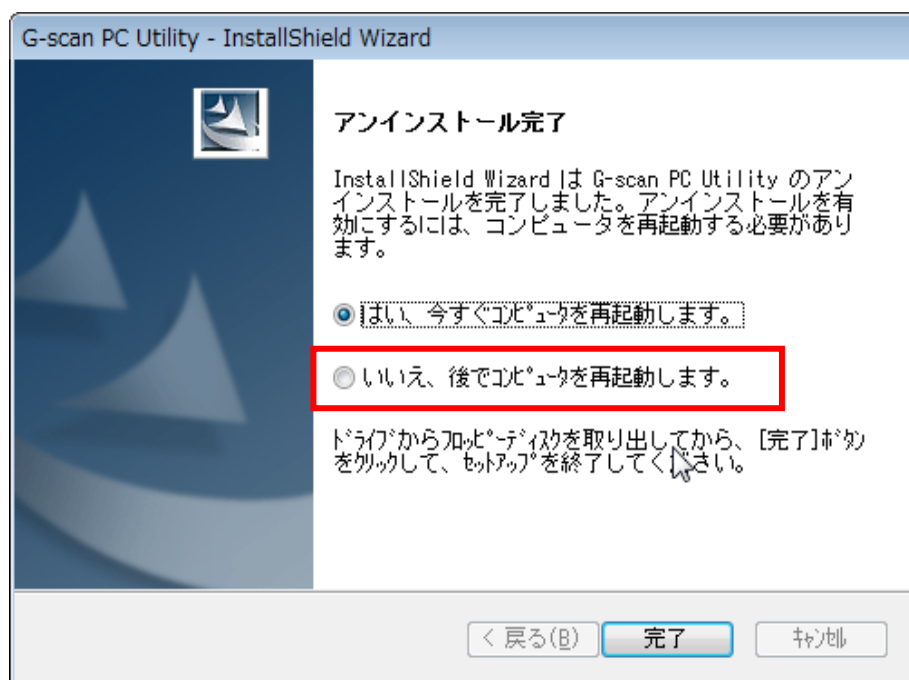 G-scan PC Utility - InstallShield Wizard
アンインストール完了
InstallShield Wizard は G-scan PC Utility のアン
インストールを完了しました。アンインストールを有
効にするには、コンピュータを再起動する必要があり
ます。
はい、今すぐｺﾝﾋﾟｭｰﾀを再起動します。
いいえ、後でｺﾝﾋﾟｭｰﾀを再起動します。
ﾄﾞﾗｲﾌﾞからﾌﾛｯﾋﾟｰﾃﾞｨｽｸを取り出してから、[完了]ﾎﾞﾀﾝ
をｸﾘｯｸして、ｾｯﾄｱｯﾌﾟを終了してください。
< 戻る(B) 完了 ｷｬﾝｾﾙ